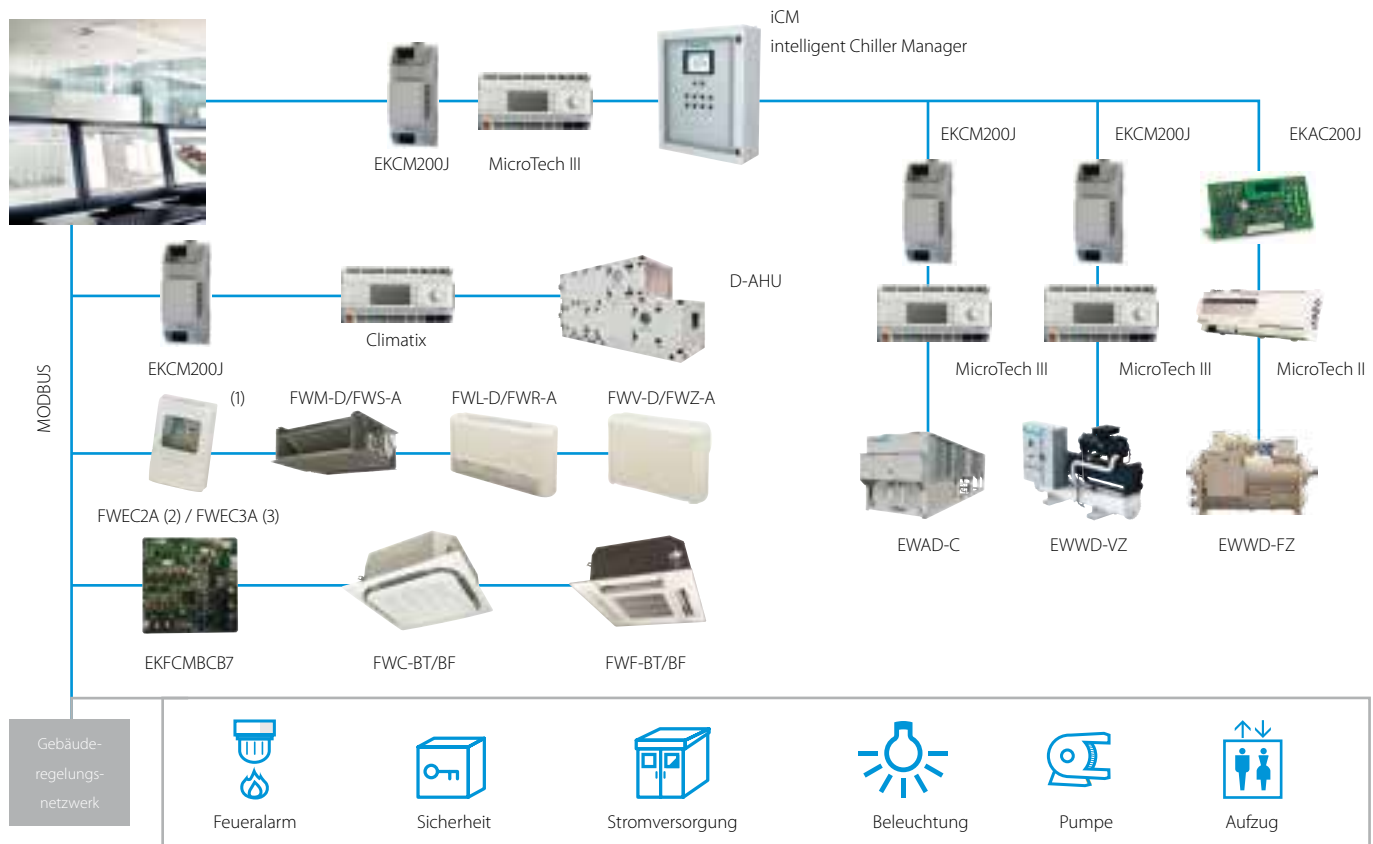 iCM
intelligent Chiller Manager
EKCM200J
MicroTech III
EKCM200J
EKCM200J
EKAC200J
D-AHU
Climatix
EKCM200J
MicroTech III
MicroTech III
MicroTech II
MODBUS
(1)
FWM-D/FWS-A
FWL-D/FWR-A
FWV-D/FWZ-A
FWEC2A (2) / FWEC3A (3)
EWAD-C
EWWD-VZ
EWWD-FZ
EKFCMBCB7
FWC-BT/BF
FWF-BT/BF
Gebäude-
regelungs-
netzwerk
Feueralarm
Sicherheit
Stromversorgung
Beleuchtung
Pumpe
Aufzug